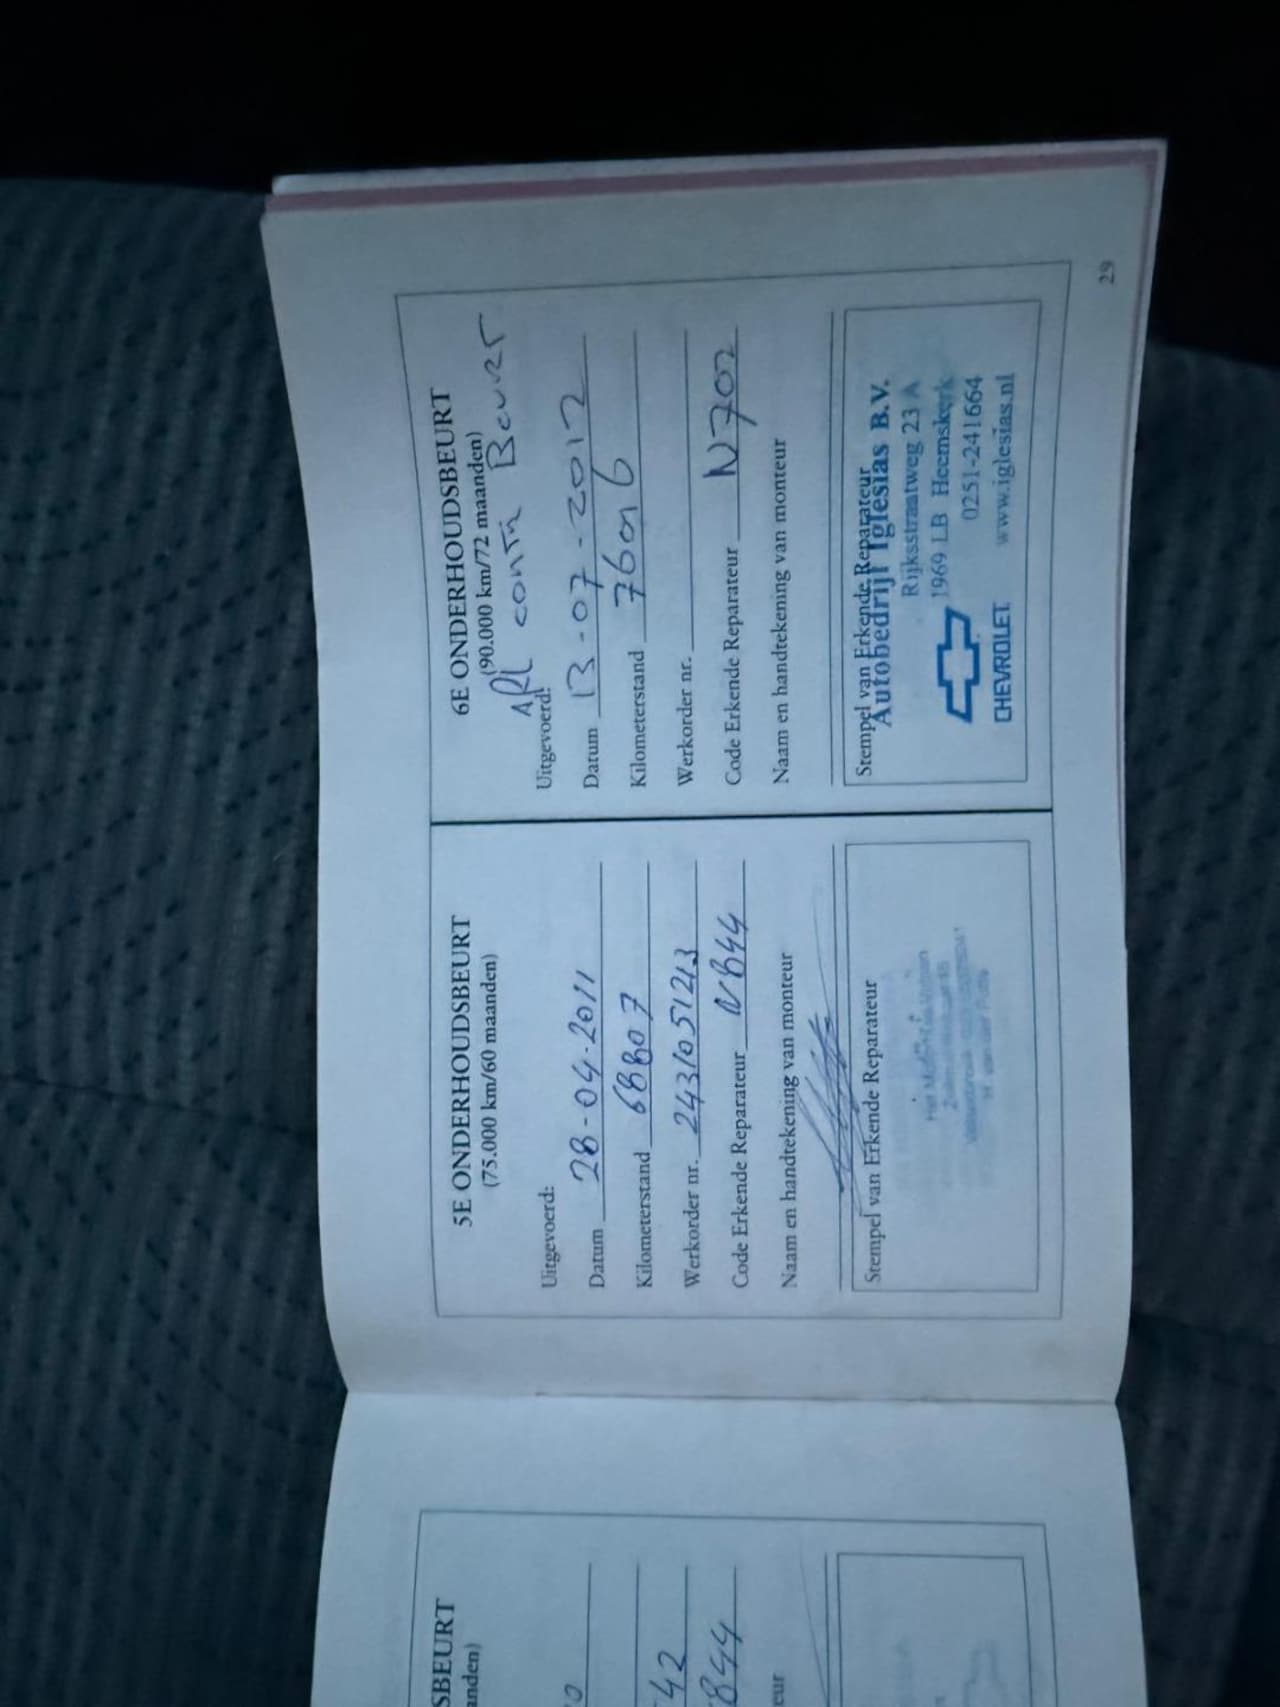 SBEURT
anden)
42
844
eur
5E ONDERHOUDSBEURT
(75.000 km/60 maanden)
Uitgevoerd:
Datum 28-04-2011
Kilometerstand 68807
Werkorder nr. 2431051213
Code Erkende Reparateur N844
Naam en handtekening van monteur
Stempel van Erkende Reparateur
6E ONDERHOUDSBEURT
(90.000 km/72 maanden)
Beurt
Uitgevoerd:
Datum 13-07-2012
Kilometerstand
Werkorder nr.
Code Erkende Reparateur N702
Naam en handtekening van monteur
Stempel van Erkende Reparateur
Autobedrijf Iglesias B.V.
Rijksstraatweg 23 A
1969 LB Heemskerk
0251-241664
CHEVROLET www.iglesias.nl
29